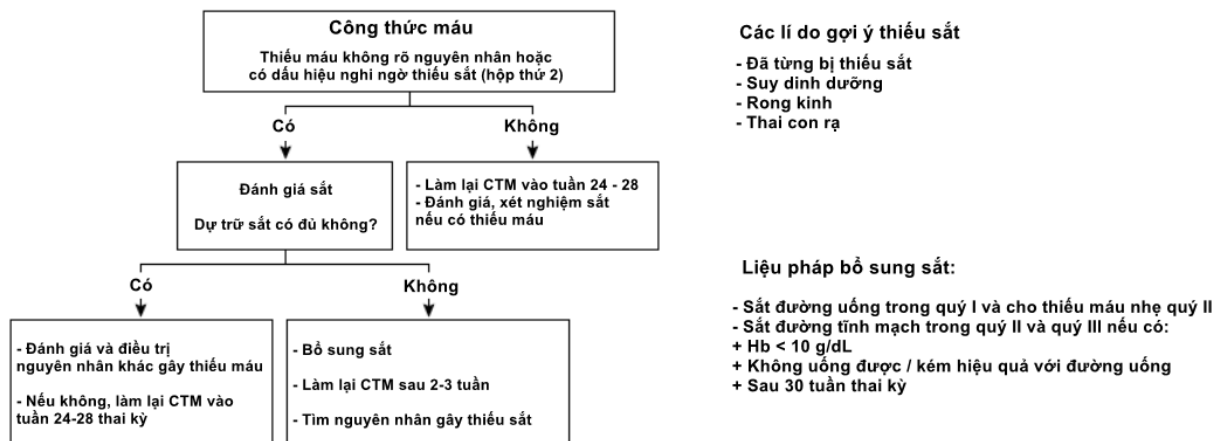 Công thức máu
Thiếu máu không rõ nguyên nhân hoặc
có dấu hiệu nghi ngờ thiếu sắt (hộp thứ 2)
Có
Không
Đánh giá sắt
Dự trữ sắt có đủ không?
- Làm lại CTM vào tuần 24 - 28
- Đánh giá, xét nghiệm sắt
nếu có thiếu máu
Có
Không
- Đánh giá và điều trị
nguyên nhân khác gây thiếu máu
- Nếu không, làm lại CTM vào
tuần 24-28 thai kỳ
- Bổ sung sắt
- Làm lại CTM sau 2-3 tuần
- Tìm nguyên nhân gây thiếu sắt
Các lí do gợi ý thiếu sắt
- Đã từng bị thiếu sắt
- Suy dinh dưỡng
- Rong kinh
- Thai con rạ
Liệu pháp bổ sung sắt:
- Sắt đường uống trong quý I và cho thiếu máu nhẹ quý II
- Sắt đường tĩnh mạch trong quý II và quý III nếu có:
+ Hb < 10 g/dL
+ Không uống được / kém hiệu quả với đường uống
+ Sau 30 tuần thai kỳ